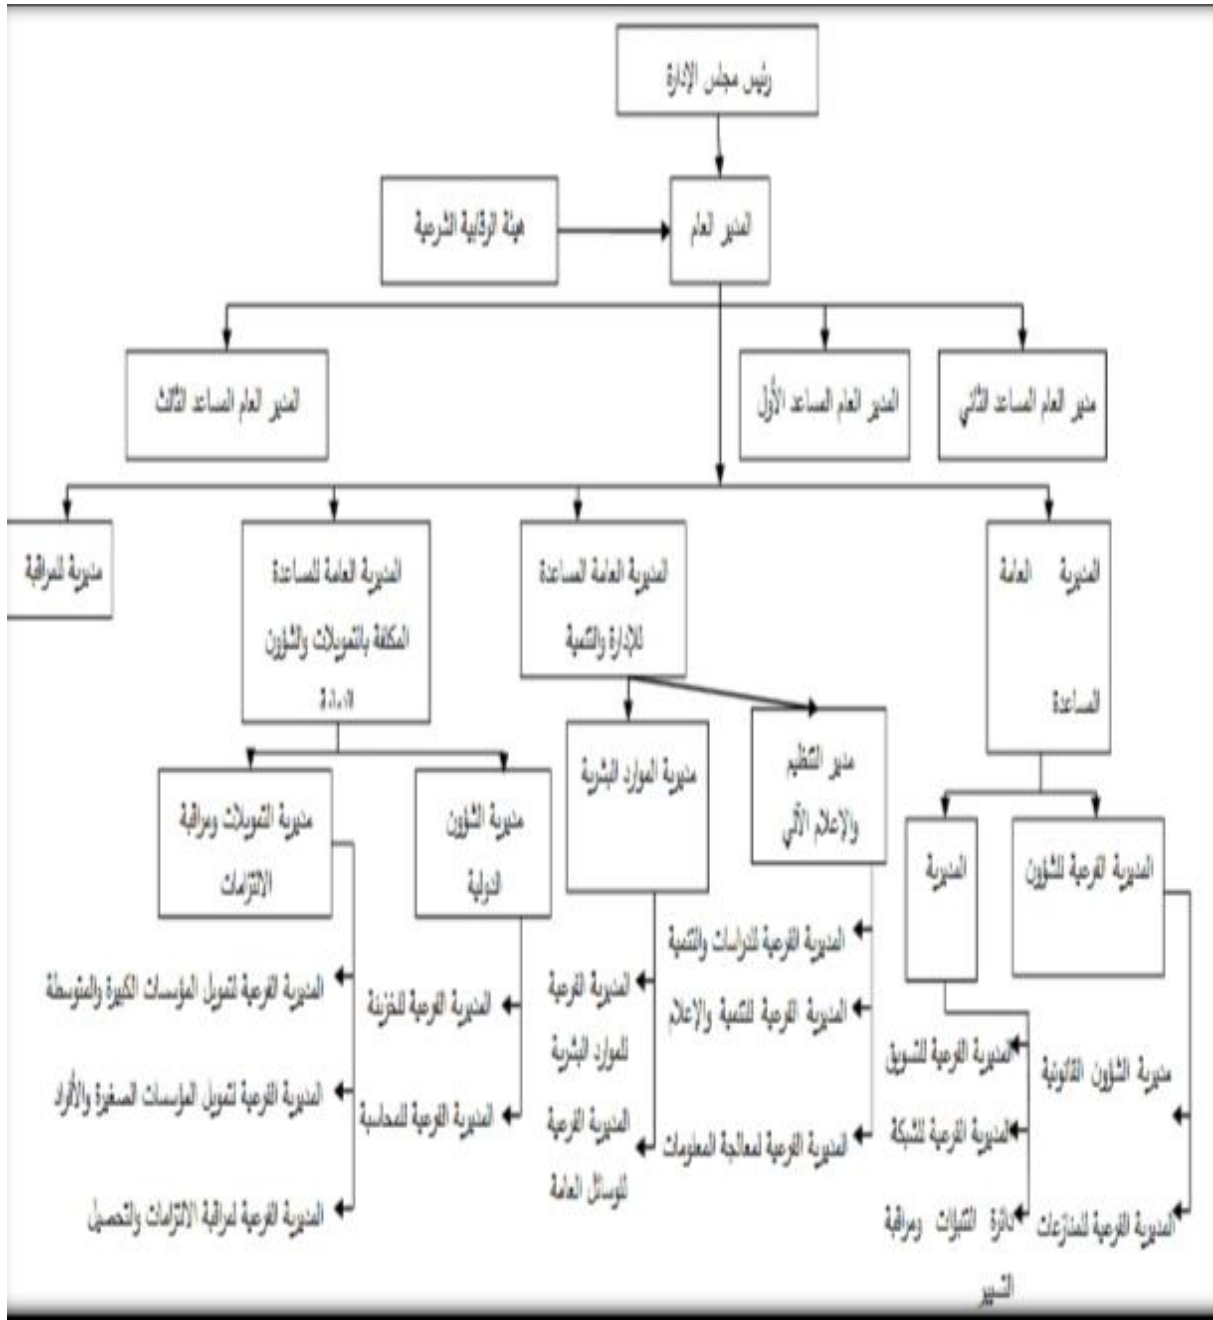 رئيس مجلس الإدارة
المدير العام
هيئة الرقابية الشرعية
مدير العام المساعد الثاني
المدير العام المساعد الأول
المدير العام المساعد الثالث
المديرية العامة
المساعدة
المديرية العامة المساعدة
للإدارة والتنمية
المديرية العامة للمساعدة
المكلفة بالتمويلات والشؤون
مديرية للمراقبة
المديرية الفرعية للشؤون
المديرية
مدير التنظيم
والإعلام الآلي
مديرية الموارد البشرية
مديرية الشؤون
الدولية
مديرية التمويلات ومراقبة
الالتزامات
مديرية الشؤون القانونية
المديرية الفرعية للمنازعات
المديرية الفرعية للتسويق
المديرية الفرعية للشبكة
ومراقبة
التسيير
المديرية الفرعية للدراسات والتنمية
المديرية الفرعية للتنمية والإعلام
المديرية الفرعية لمعالجة المعلومات
المديرية الفرعية
للموارد البشرية
المديرية الفرعية
للوسائل العامة
المديرية الفرعية للخزينة
المديرية الفرعية للمحاسبة
المديرية الفرعية لتمويل المؤسسات الكبيرة والمتوسطة
المديرية الفرعية لتمويل المؤسسات الصغيرة والأفراد
المديرية الفرعية لمراقبة الالتزامات والتحصيل